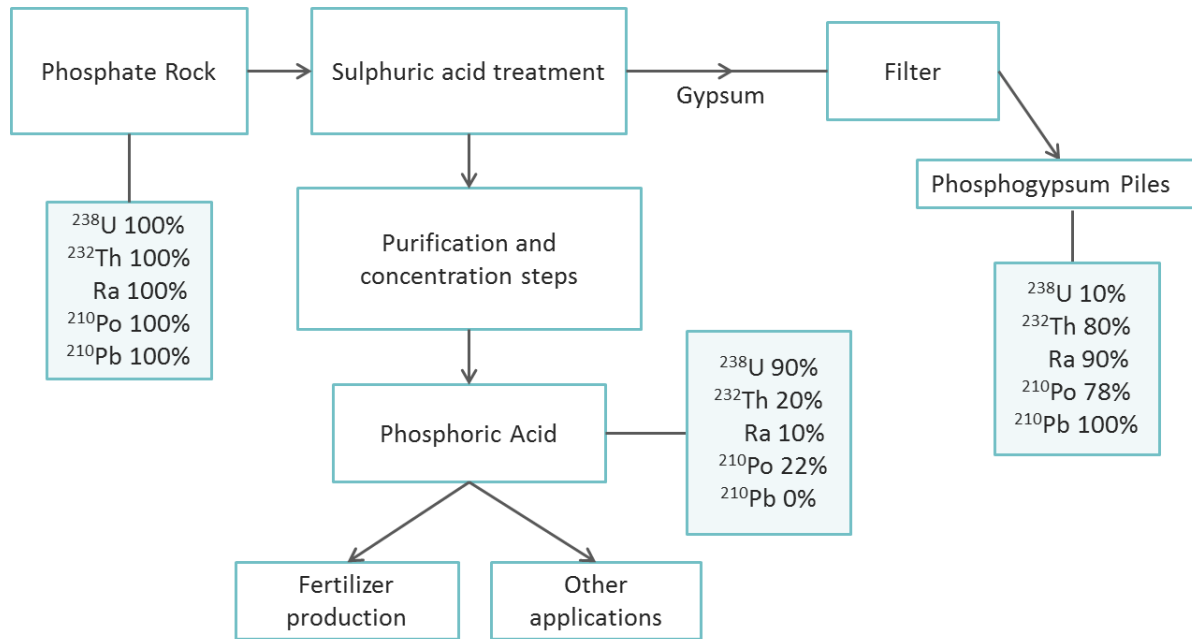 Phosphate Rock
Sulphuric acid treatment
Gypsum
Filter
Phosphogypsum Piles
²³⁸U 100%
²³²Th 100%
Ra 100%
²¹⁰Po 100%
²¹⁰Pb 100%
Purification and
concentration steps
²³⁸U 10%
²³²Th 80%
Ra 90%
²¹⁰Po 78%
²¹⁰Pb 100%
Phosphoric Acid
²³⁸U 90%
²³²Th 20%
Ra 10%
²¹⁰Po 22%
²¹⁰Pb 0%
Fertilizer
production
Other
applications